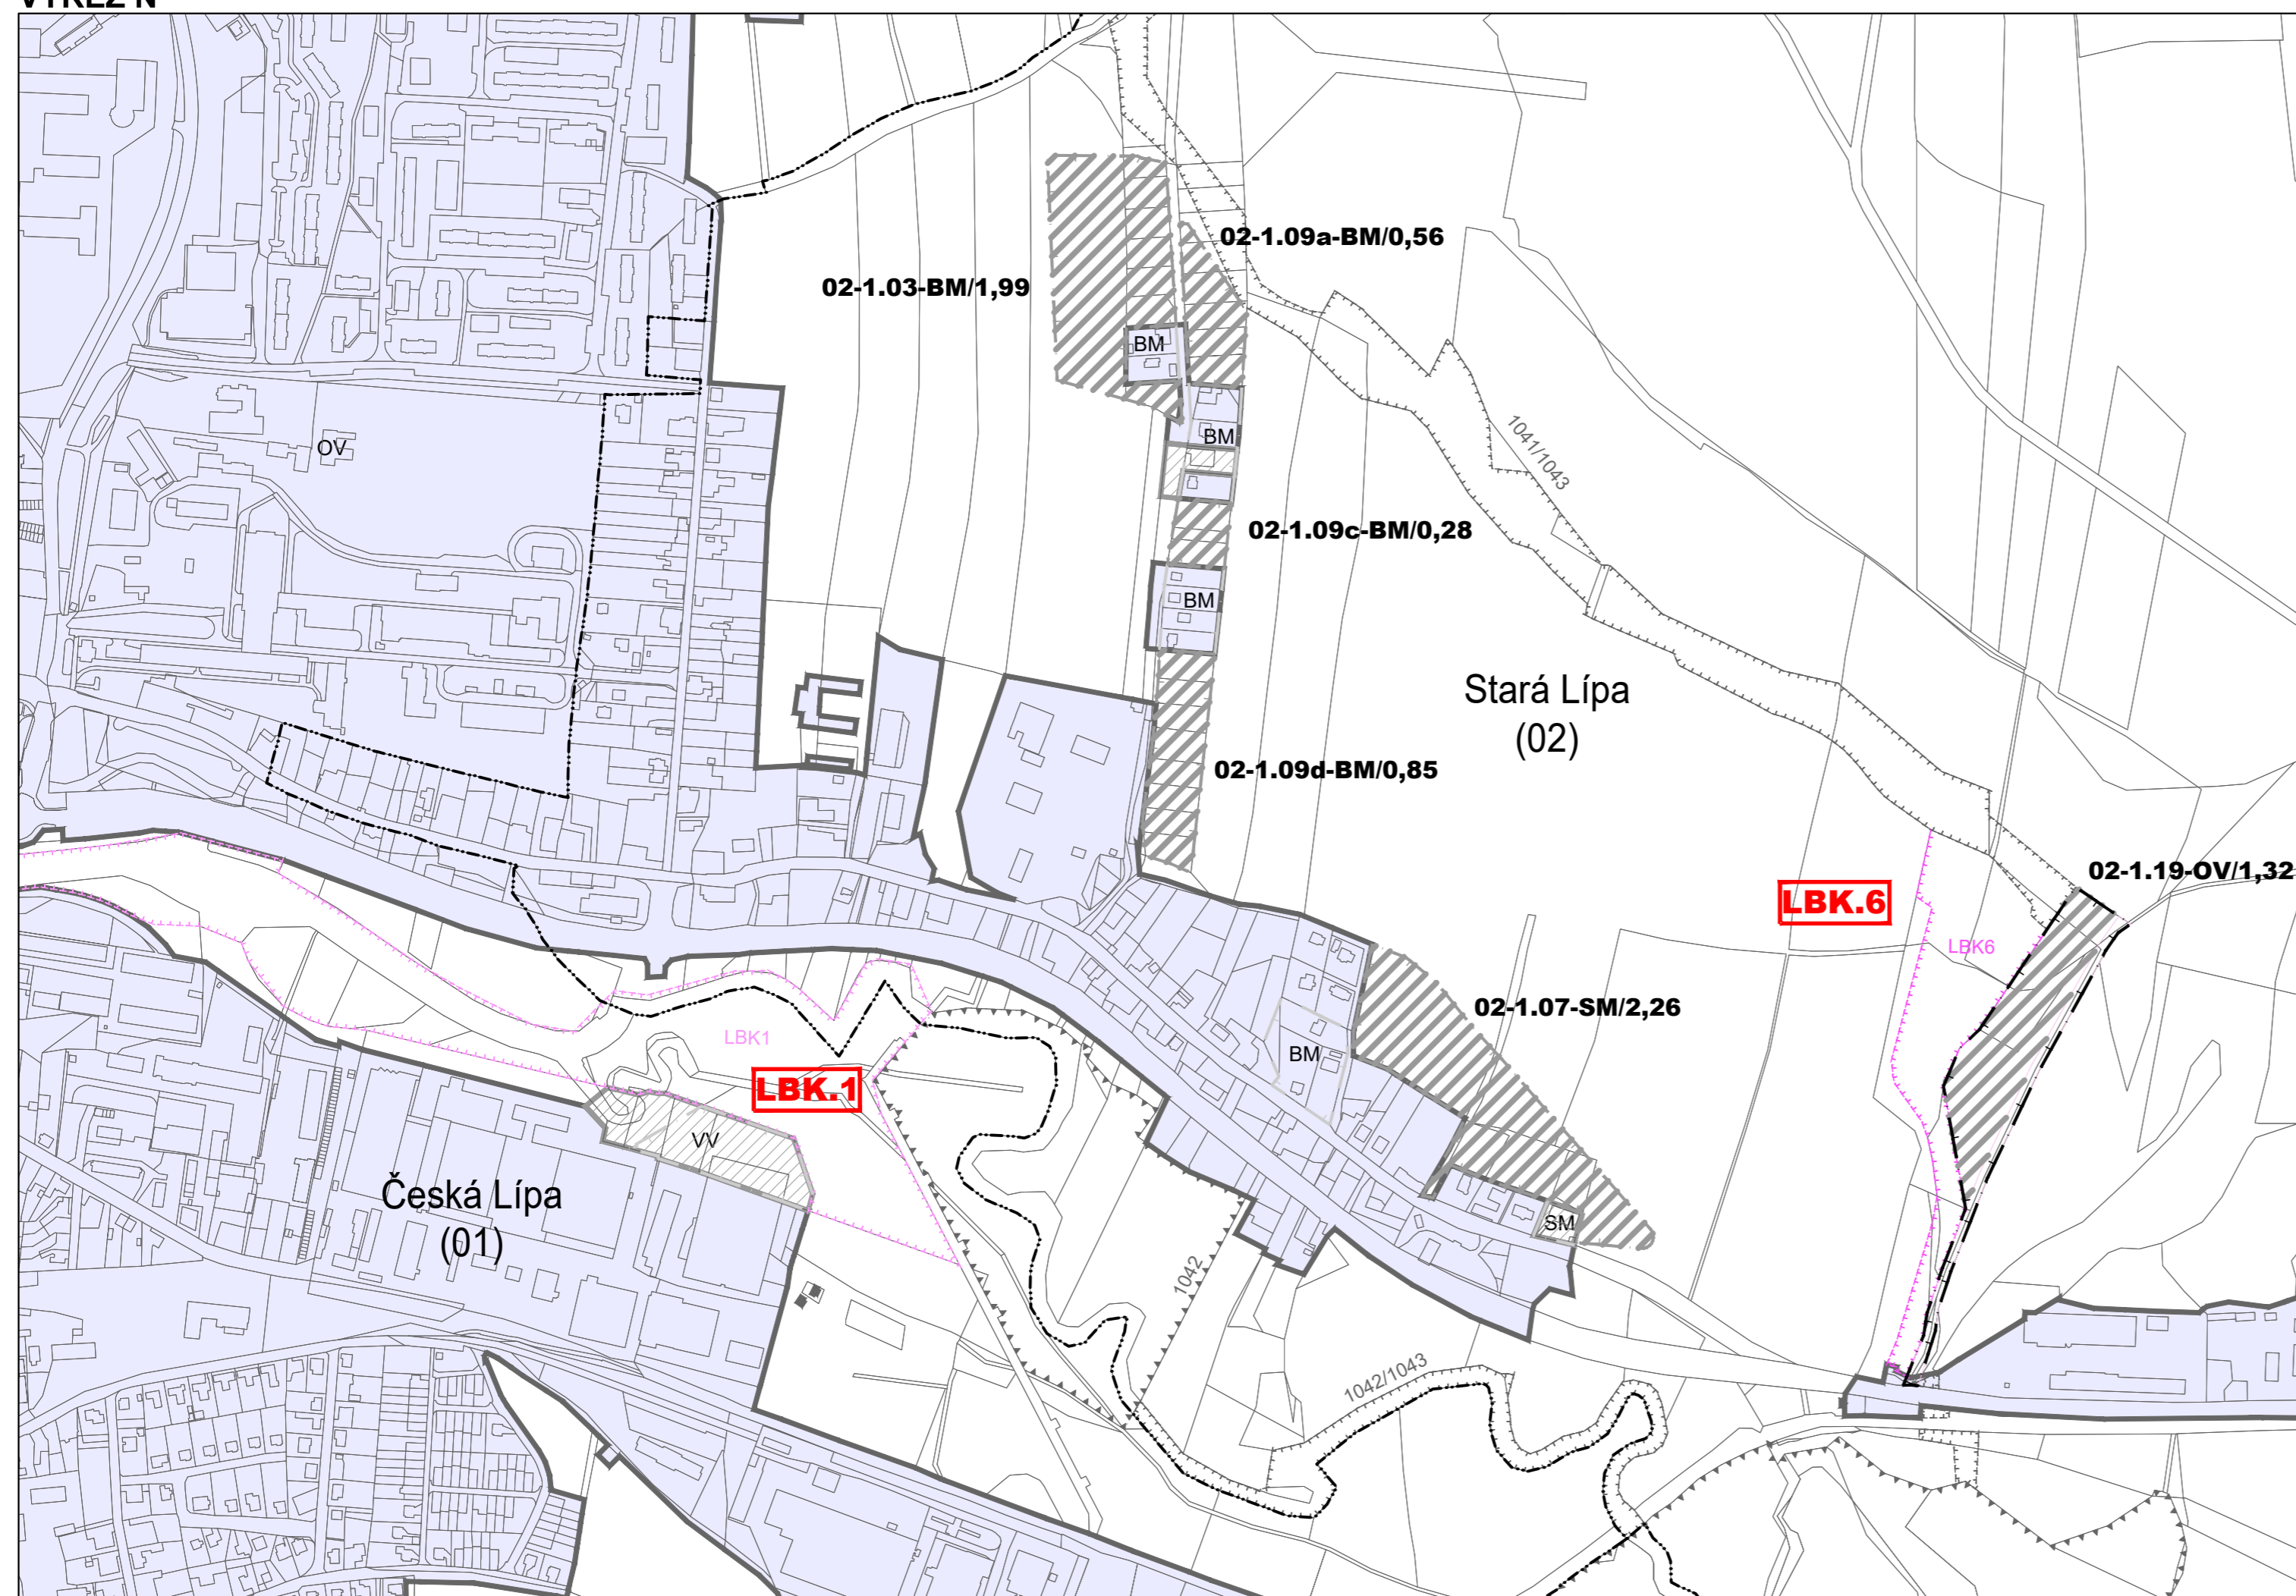 VÝŘEZ N
02-1.09a-BM/0,56
02-1.03-BM/1,99
BM
BM
OV
1041/1043
02-1.09c-BM/0,28
BM
Stará Lípa
(02)
02-1.09d-BM/0,85
02-1.19-OV/1,32
LBK.6
LBK6
02-1.07-SM/2,26
LBK1
BM
LBK.1
VV
Česká Lípa
(01)
SM
1042
1042/1043